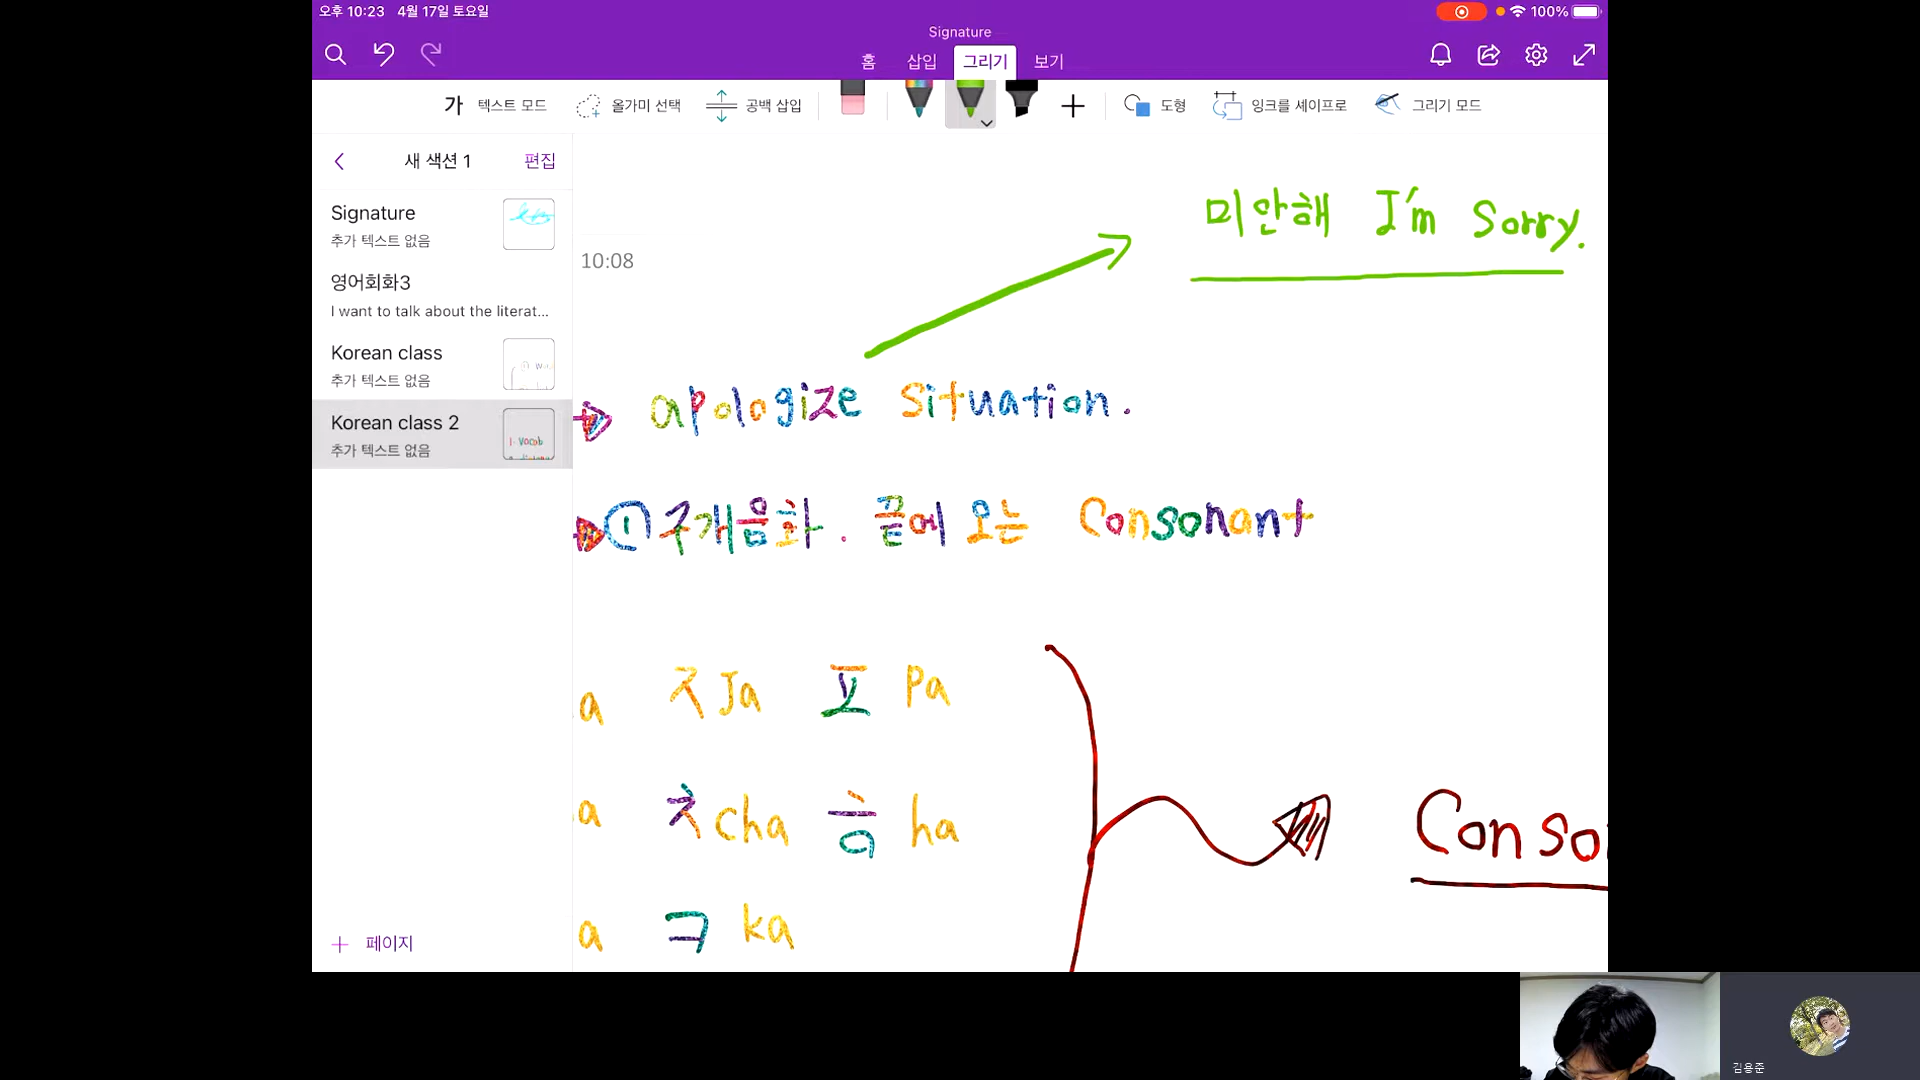 오후 10:23 4월 17일 토요일
100%
Signature
홈 삽입 그리기 보기
가 텍스트 모드 올가미 선택 공백 삽입 도형 잉크를 셰이프로 그리기 모드
새 섹션 1 편집
Signature
추가 텍스트 없음
영어회화3
I want to talk about the literat...
Korean class
추가 텍스트 없음
Korean class 2
추가 텍스트 없음
페이지
미안해 I'm Sorry.
10:08
apologize situation.
① 구개음화. 끝에 오는 Consonant
a ㅈ Ja ㅍ Pa
a ㅊ cha ㅎ ha
Conso
a ㅋ ka
김용준